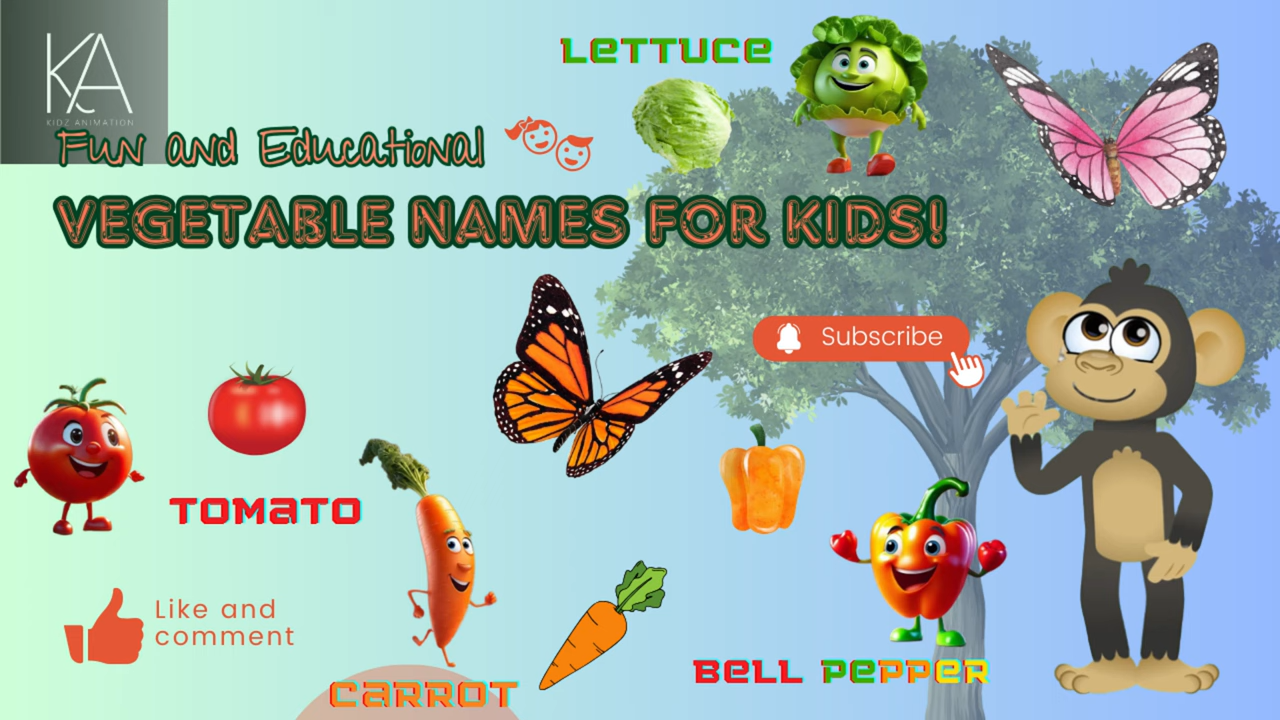 KA
KIDZ ANIMATION
Fun and Educational
VEGETABLE NAMES FOR KIDS!
LETTUCE
Subscribe
TOMATO
Like and
comment
CARROT
BELL PEPPER